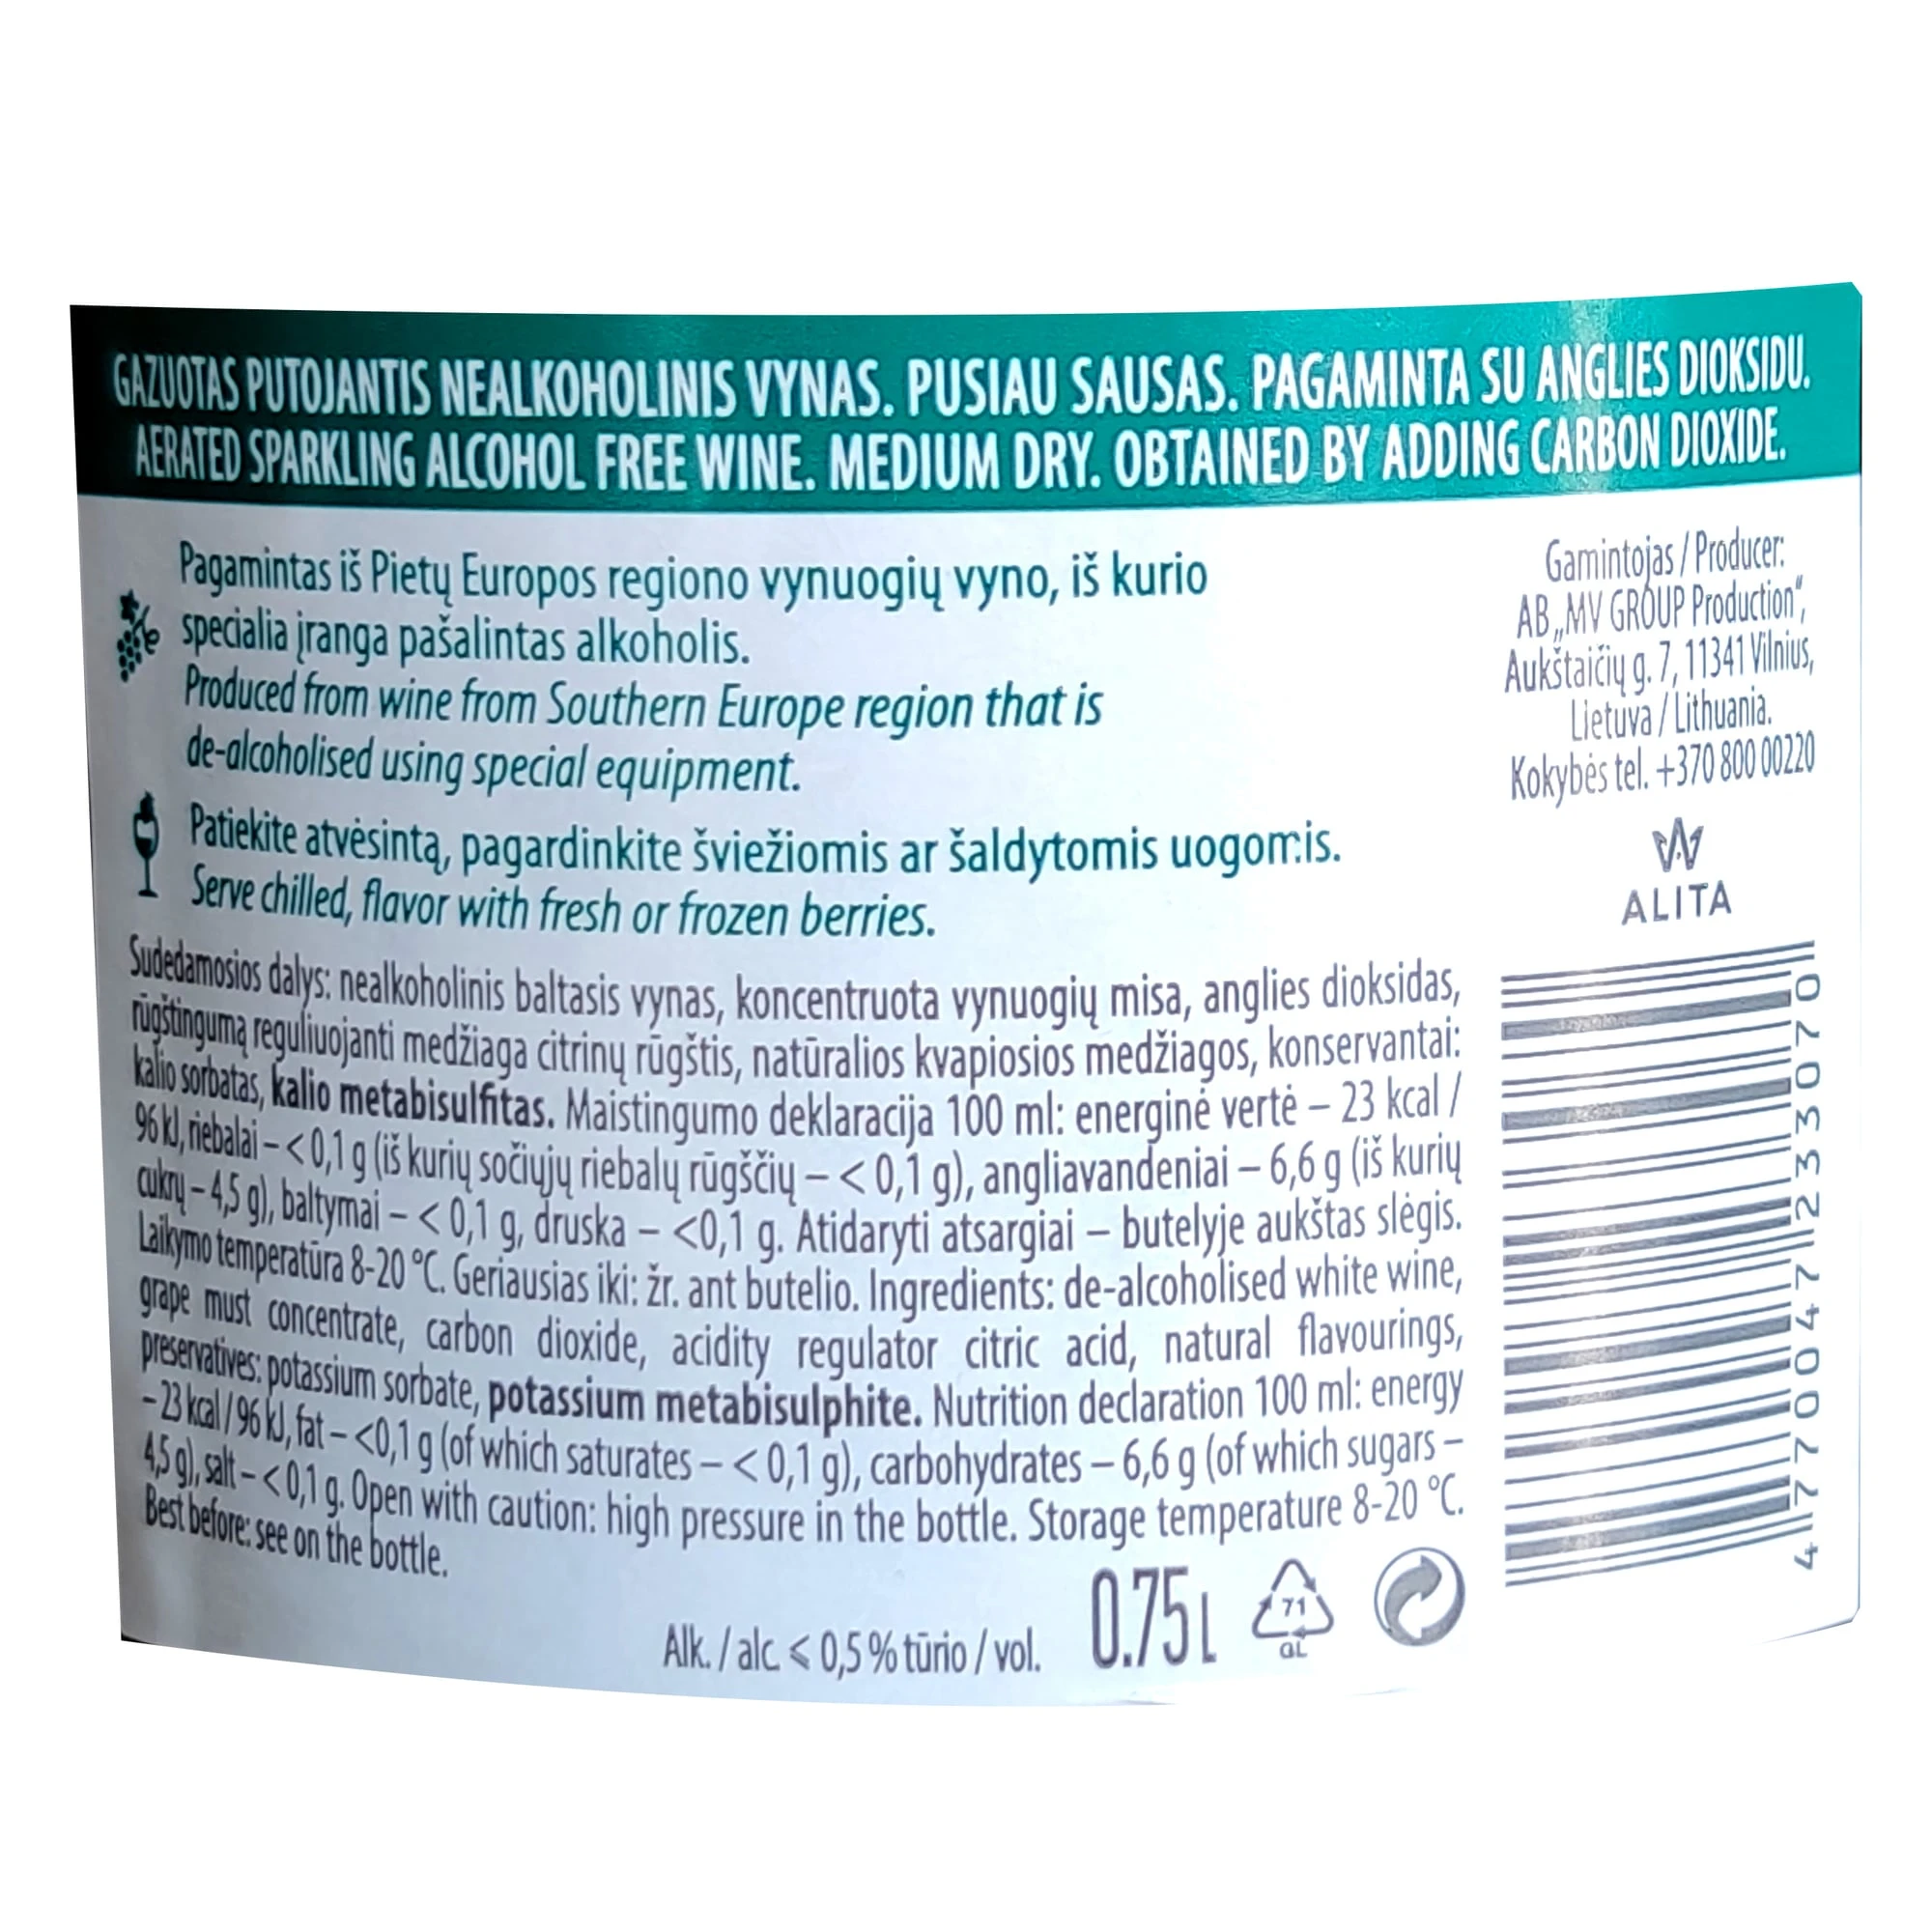 GAZUOTAS PUTOJANTIS NEALKOHOLINIS VYNAS. PUSIAU SAUSAS. PAGAMINTA SU ANGLIES DIOKSIDU.
AERATED SPARKLING ALCOHOL FREE WINE. MEDIUM DRY. OBTAINED BY ADDING CARBON DIOXIDE.
Pagamintas iš Pietų Europos regiono vynuogių vyno, iš kurio
specialia įranga pašalintas alkoholis.
Produced from wine from Southern Europe region that is
de-alcoholised using special equipment.
Patiekite atvėsintą, pagardinkite šviežiomis ar šaldytomis uogomis.
Serve chilled, flavor with fresh or frozen berries.
Sudedamosios dalys: nealkoholinis baltasis vynas, koncentruota vynuogių misa, anglies dioksidas,
rūgštingumą reguliuojanti medžiaga citrinų rūgštis, natūralios kvapiosios medžiagos, konservantai:
kalio sorbatas, kalio metabisulfitas. Maistingumo deklaracija 100 ml: energinė vertė – 23 kcal /
96 kJ, riebalai – < 0,1 g (iš kurių sočiųjų riebalų rūgščių – < 0,1 g), angliavandeniai – 6,6 g (iš kurių
cukrų – 4,5 g), baltymai – < 0,1 g, druska – <0,1 g. Atidaryti atsargiai – butelyje aukštas slėgis.
Laikymo temperatūra 8-20 °C. Geriausias iki: žr. ant butelio. Ingredients: de-alcoholised white wine,
grape must concentrate, carbon dioxide, acidity regulator citric acid, natural flavourings,
preservatives: potassium sorbate, potassium metabisulphite. Nutrition declaration 100 ml: energy
– 23 kcal / 96 kJ, fat – <0,1 g (of which saturates – < 0,1 g), carbohydrates – 6,6 g (of which sugars –
4,5 g), salt – < 0,1 g. Open with caution: high pressure in the bottle. Storage temperature 8-20 °C.
Best before: see on the bottle.
Alk. / alc. ≤ 0,5 % tūrio / vol. 0.75 L
71
GL
Gamintojas / Producer:
AB „MV GROUP Production“,
Aukštaičių g. 7, 11341 Vilnius,
Lietuva / Lithuania.
Kokybės tel. +370 800 00220
ALITA
4 770047 233070